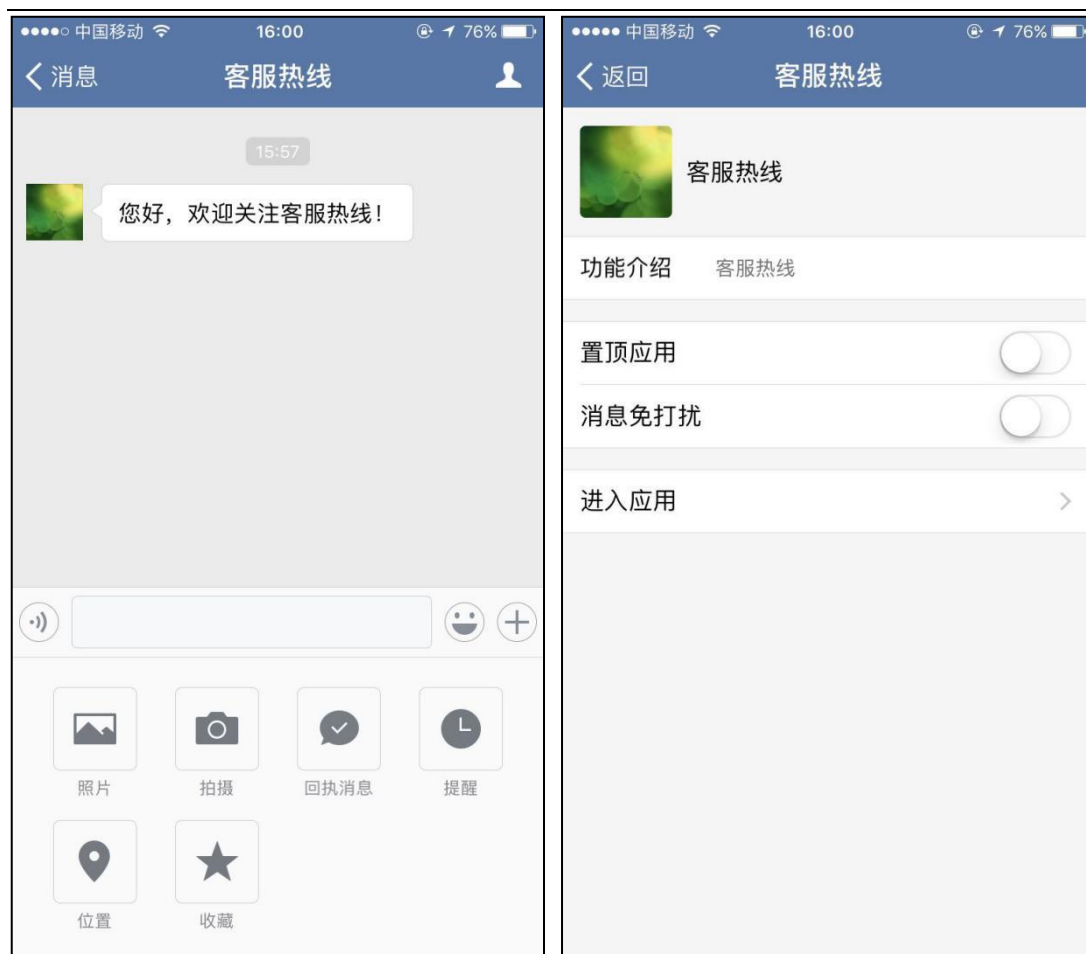 中国移动 16:00 76%
消息 客服热线
15:57
您好，欢迎关注客服热线！
照片 拍摄 回执消息 提醒
位置 收藏
中国移动 16:00 76%
返回 客服热线
客服热线
功能介绍 客服热线
置顶应用
消息免打扰
进入应用